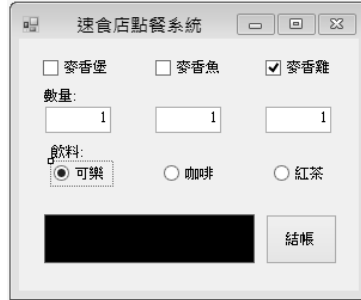 速食店點餐系統
麥香堡 麥香魚 麥香雞
數量:
1 1 1
飲料:
可樂 咖啡 紅茶
結帳